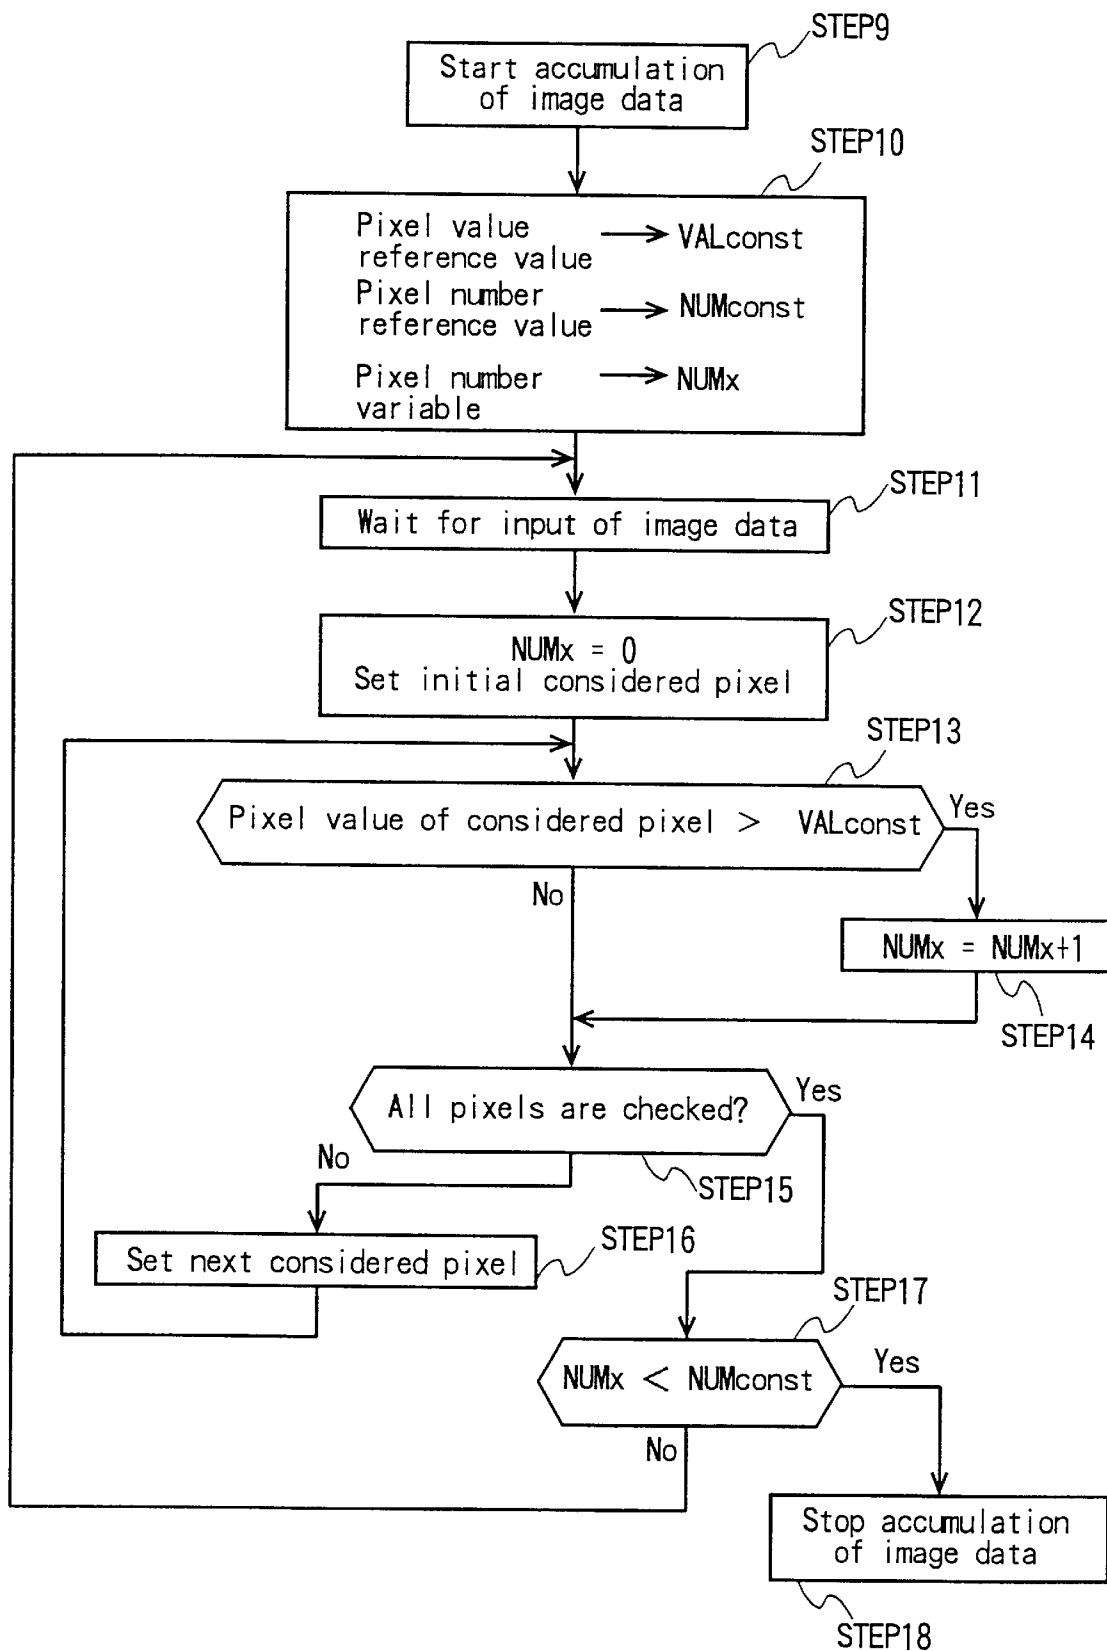 STEP9
Start accumulation
of image data
STEP10
Pixel value
reference value
VALconst
Pixel number
reference value
NUMconst
Pixel number
variable
NUMx
STEP11
Wait for input of image data
STEP12
NUMx = 0
Set initial considered pixel
STEP13
Pixel value of considered pixel > VALconst
Yes
No
NUMx = NUMx+1
STEP14
All pixels are checked?
Yes
No
STEP15
Set next considered pixel
STEP16
STEP17
NUMx < NUMconst
Yes
No
Stop accumulation
of image data
STEP18